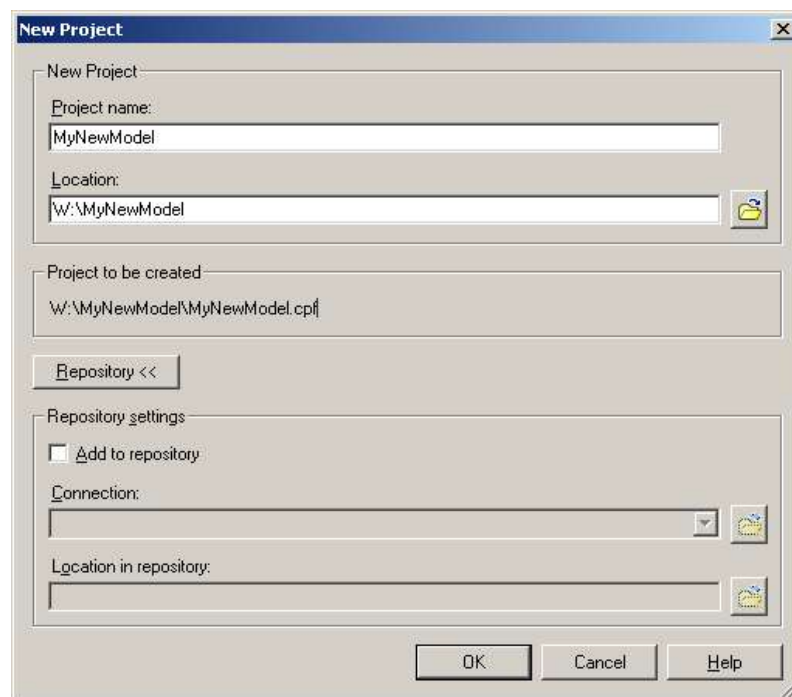 New Project
New Project
Project name:
MyNewModel
Location:
W:\MyNewModel
Project to be created
W:\MyNewModel\MyNewModel.cpf
Repository <<
Repository settings
Add to repository
Connection:
Location in repository:
OK Cancel Help